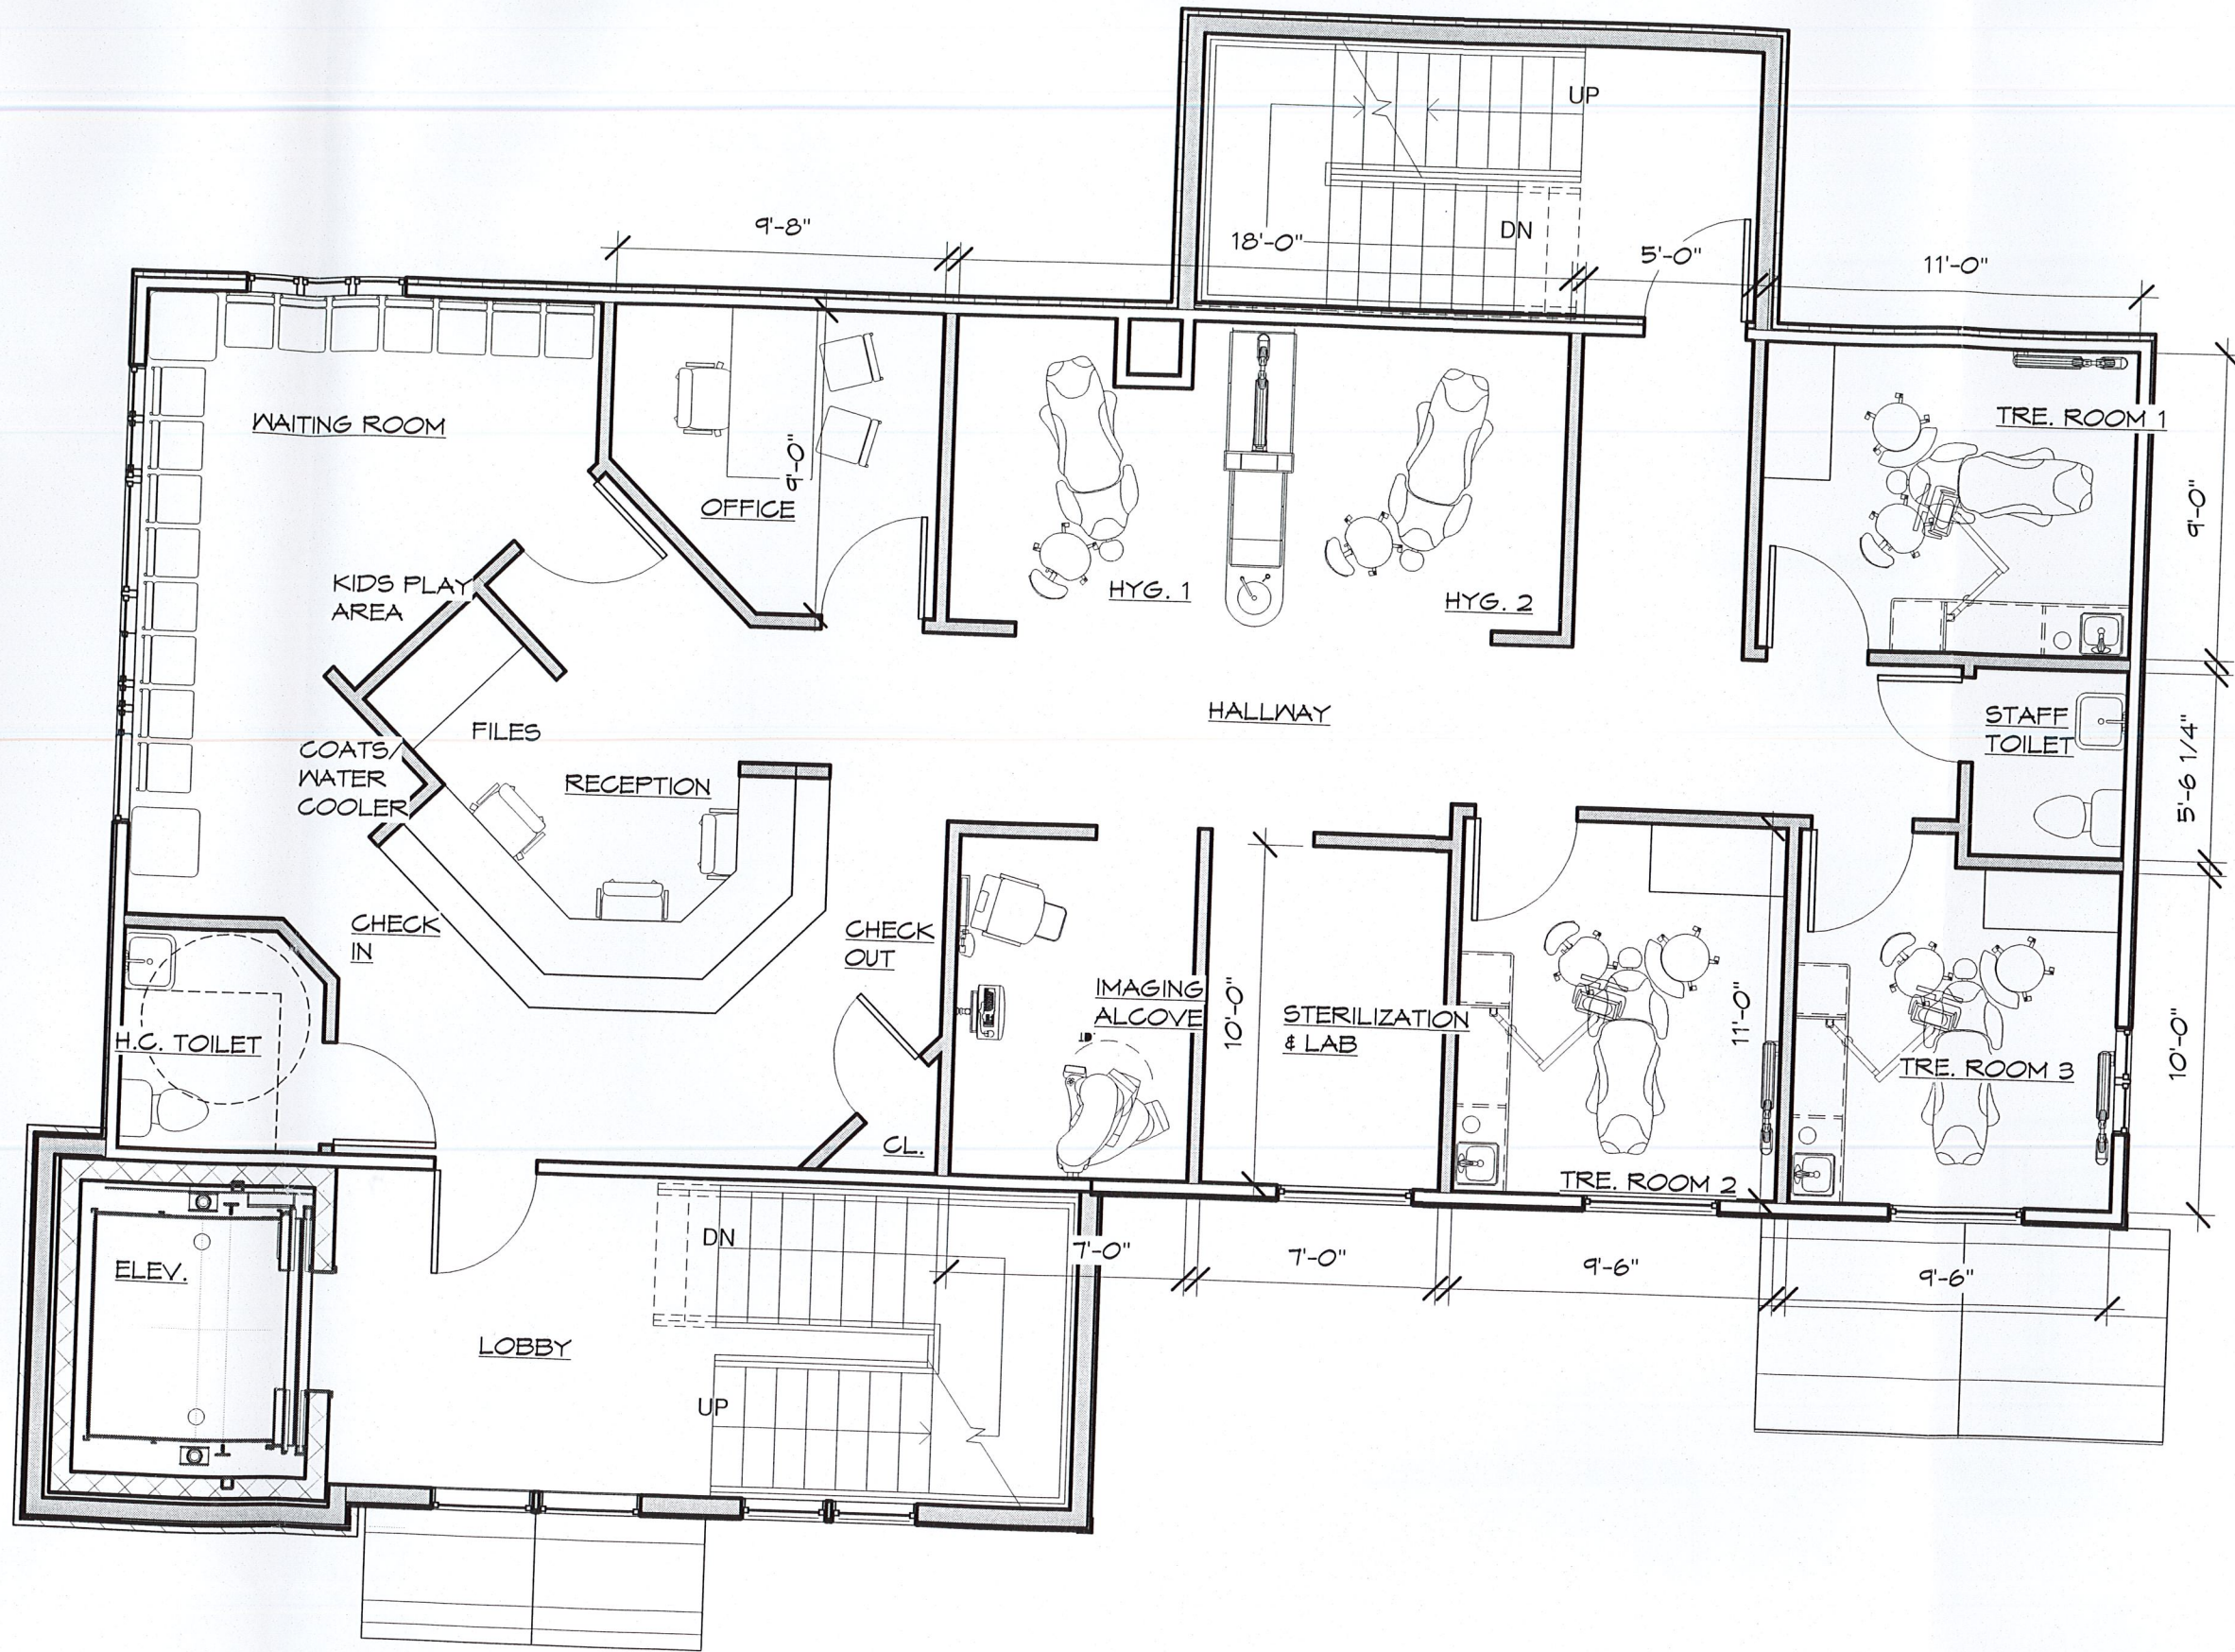 UP
DN
9'-8"
18'-0"
5'-0"
11'-0"
WAITING ROOM
OFFICE
9'-0"
HYG. 1
HYG. 2
TRE. ROOM 1
9'-0"
KIDS PLAY
AREA
FILES
HALLWAY
STAFF
TOILET
5'-6 1/4"
COATS/
WATER
COOLER
RECEPTION
CHECK
IN
CHECK
OUT
IMAGING
ALCOVE
10'-0"
STERILIZATION
& LAB
11'-0"
TRE. ROOM 3
10'-0"
H.C. TOILET
CL.
TRE. ROOM 2
ELEV.
DN
7'-0"
7'-0"
9'-6"
9'-6"
LOBBY
UP